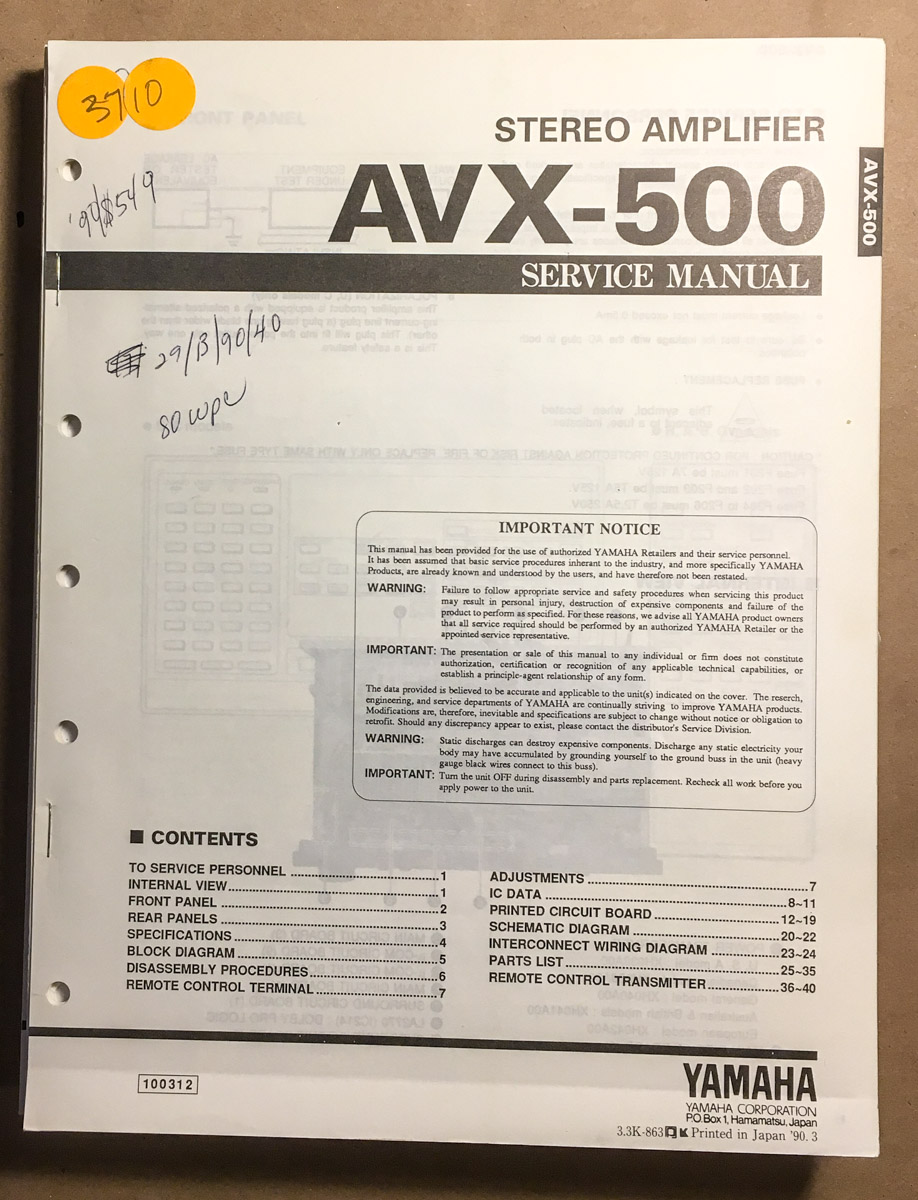 3710
STEREO AMPLIFIER
AVX-500
AVX-500
'94 $549
SERVICE MANUAL
29/B/90/40
80 wpc
IMPORTANT NOTICE
This manual has been provided for the use of authorized YAMAHA Retailers and their service personnel.
It has been assumed that basic service procedures inherant to the industry, and more specifically YAMAHA
Products, are already known and understood by the users, and have therefore not been restated.
WARNING: Failure to follow appropriate service and safety procedures when servicing this product
may result in personal injury, destruction of expensive components and failure of the
product to perform as specified. For these reasons, we advise all YAMAHA product owners
that all service required should be performed by an authorized YAMAHA Retailer or the
appointed service representative.
IMPORTANT: The presentation or sale of this manual to any individual or firm does not constitute
authorization, certification or recognition of any applicable technical capabilities, or
establish a principle-agent relationship of any form.
The data provided is believed to be accurate and applicable to the unit(s) indicated on the cover. The reserch,
engineering, and service departments of YAMAHA are continually striving to improve YAMAHA products.
Modifications are, therefore, inevitable and specifications are subject to change without notice or obligation to
retrofit. Should any discrepancy appear to exist, please contact the distributor's Service Division.
WARNING: Static discharges can destroy expensive components. Discharge any static electricity your
body may have accumulated by grounding yourself to the ground buss in the unit (heavy
gauge black wires connect to this buss).
IMPORTANT: Turn the unit OFF during disassembly and parts replacement. Recheck all work before you
apply power to the unit.
■ CONTENTS
TO SERVICE PERSONNEL ........ 1
INTERNAL VIEW ........ 1
FRONT PANEL ........ 2
REAR PANELS ........ 3
SPECIFICATIONS ........ 4
BLOCK DIAGRAM ........ 5
DISASSEMBLY PROCEDURES ........ 6
REMOTE CONTROL TERMINAL ........ 7
ADJUSTMENTS ........ 7
IC DATA ........ 8~11
PRINTED CIRCUIT BOARD ........ 12~19
SCHEMATIC DIAGRAM ........ 20~22
INTERCONNECT WIRING DIAGRAM ........ 23~24
PARTS LIST ........ 25~35
REMOTE CONTROL TRANSMITTER ........ 36~40
100312
YAMAHA
YAMAHA CORPORATION
P.O.Box 1, Hamamatsu, Japan
3.3K-863 Printed in Japan '90. 3